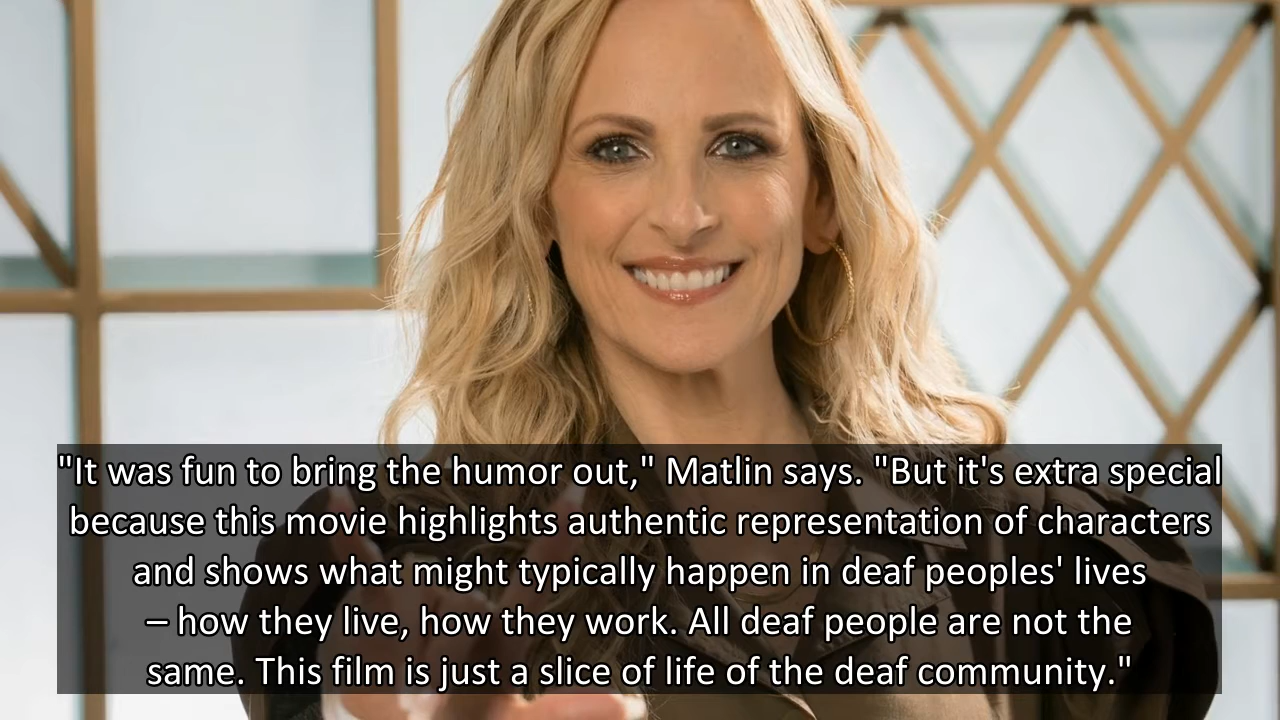 "It was fun to bring the humor out," Matlin says. "But it's extra special
because this movie highlights authentic representation of characters
and shows what might typically happen in deaf peoples' lives
– how they live, how they work. All deaf people are not the
same. This film is just a slice of life of the deaf community."